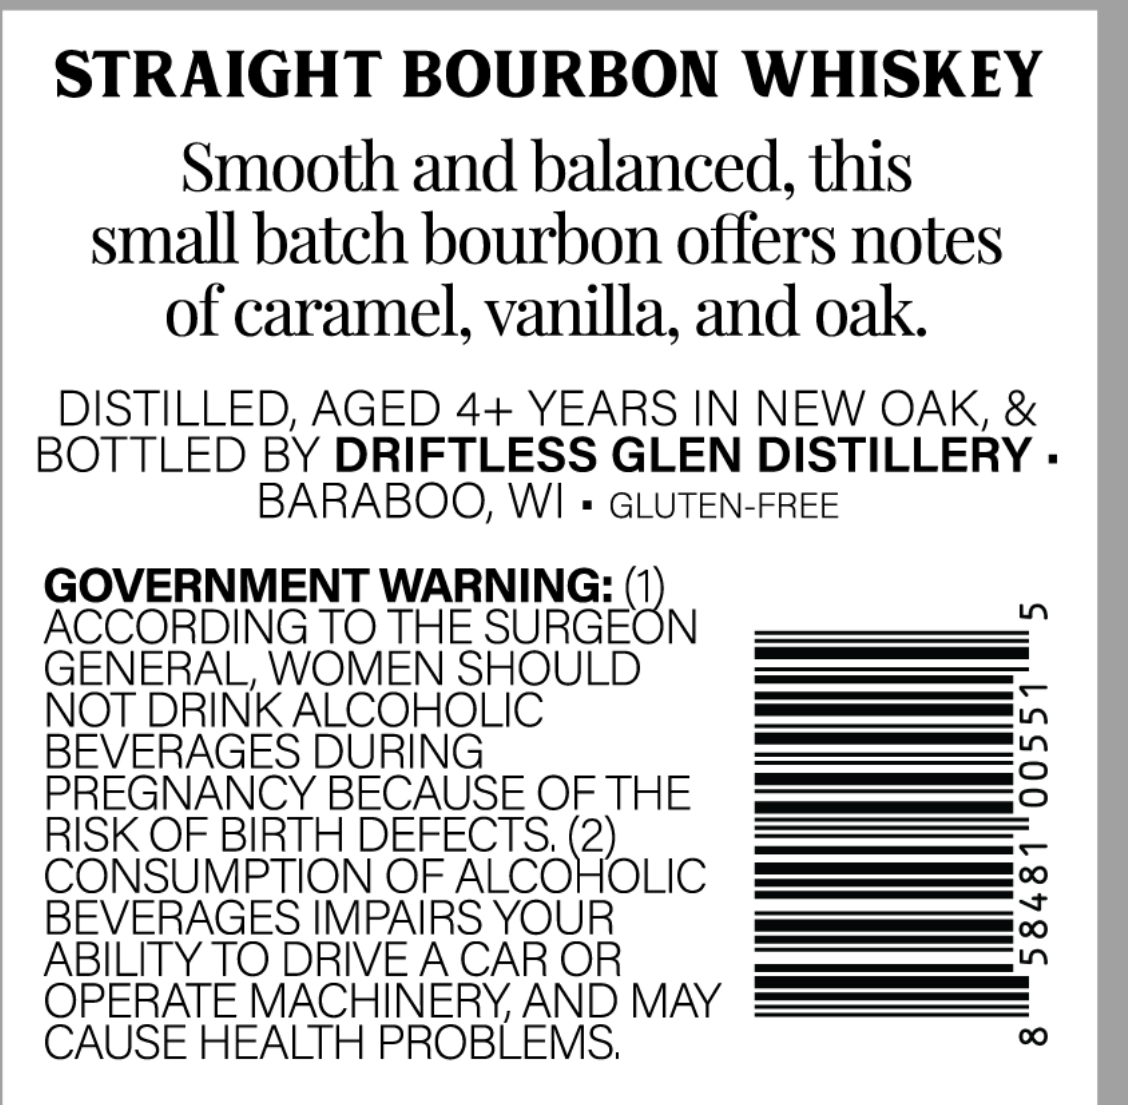 STRAIGHT BOURBON WHISKEY
Smooth and balanced, this
small batch bourbon offers notes
of caramel, vanilla, and oak.
DISTILLED, AGED 4+ YEARS IN NEW OAK, &
BOTTLED BY DRIFTLESS GLEN DISTILLERY ▪
BARABOO, WI ▪ GLUTEN-FREE
GOVERNMENT WARNING: (1)
ACCORDING TO THE SURGEON
GENERAL, WOMEN SHOULD
NOT DRINK ALCOHOLIC
BEVERAGES DURING
PREGNANCY BECAUSE OF THE
RISK OF BIRTH DEFECTS. (2)
CONSUMPTION OF ALCOHOLIC
BEVERAGES IMPAIRS YOUR
ABILITY TO DRIVE A CAR OR
OPERATE MACHINERY, AND MAY
CAUSE HEALTH PROBLEMS.
8 58481 00551 5